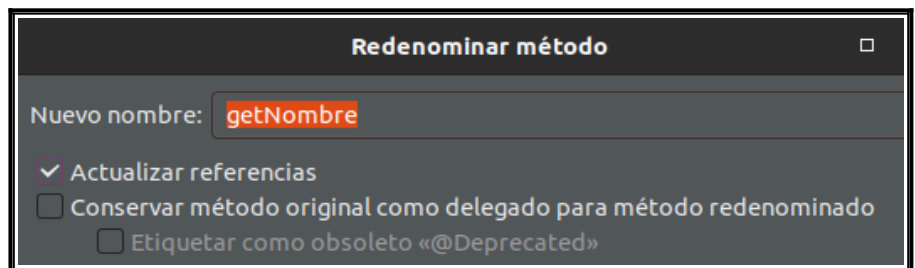 Redenominar método
Nuevo nombre: getNombre
Actualizar referencias
Conservar método original como delegado para método redenominado
Etiquetar como obsoleto «@Deprecated»